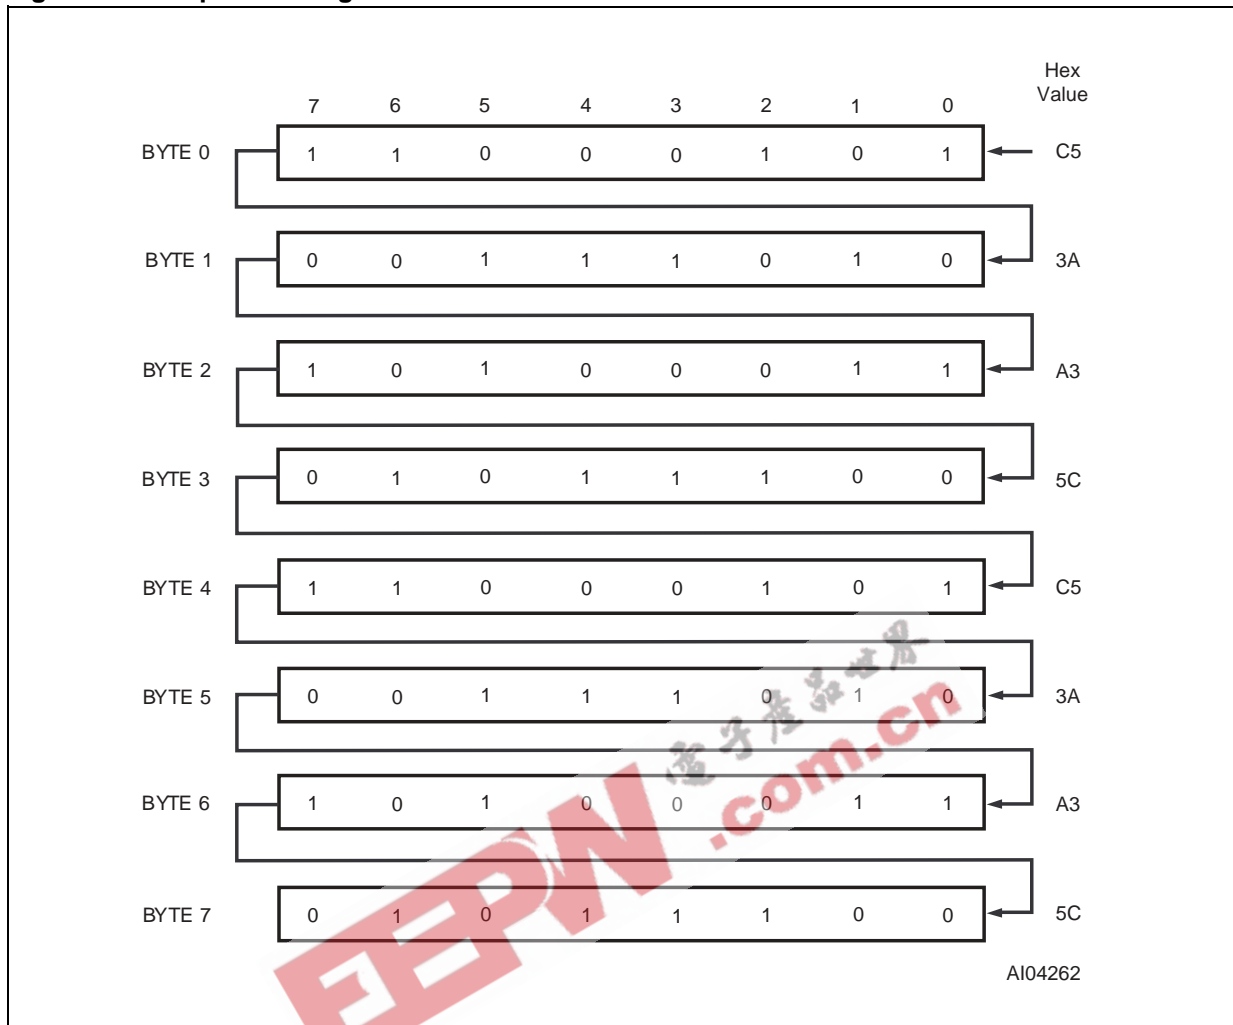 Hex
Value
7 6 5 4 3 2 1 0
BYTE 0 1 1 0 0 0 1 0 1 C5
BYTE 1 0 0 1 1 1 0 1 0 3A
BYTE 2 1 0 1 0 0 0 1 1 A3
BYTE 3 0 1 0 1 1 1 0 0 5C
BYTE 4 1 1 0 0 0 1 0 1 C5
BYTE 5 0 0 1 1 1 0 1 0 3A
BYTE 6 1 0 1 0 0 0 1 1 A3
BYTE 7 0 1 0 1 1 1 0 0 5C
AI04262
EEPW 電子產品世界
.com.cn